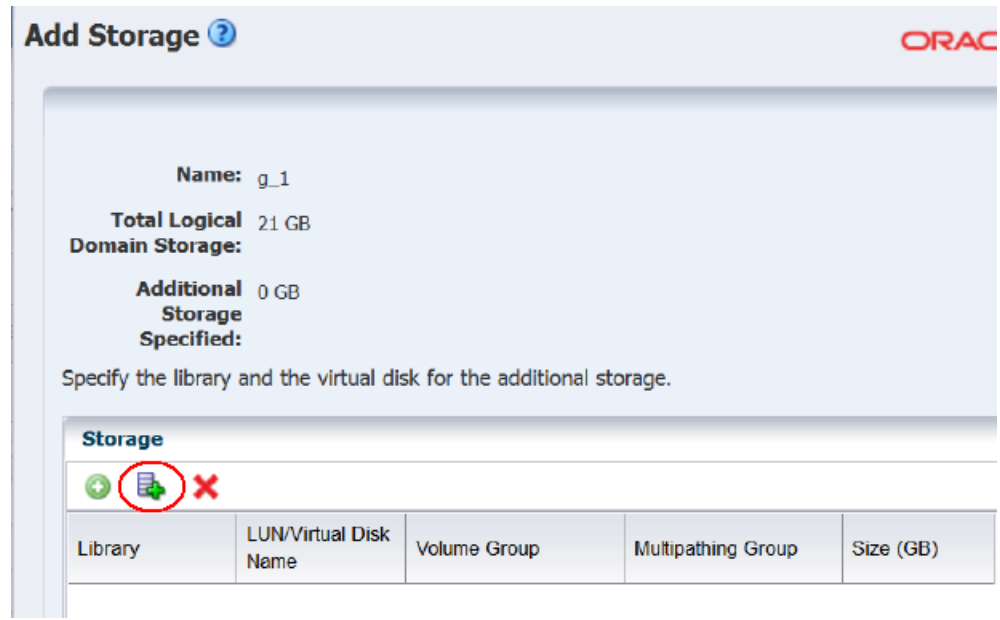 Add Storage ?
ORAC
Name: g_1
Total Logical 21 GB
Domain Storage:
Additional 0 GB
Storage
Specified:
Specify the library and the virtual disk for the additional storage.
Storage
Library
LUN/Virtual Disk
Name
Volume Group
Multipathing Group
Size (GB)